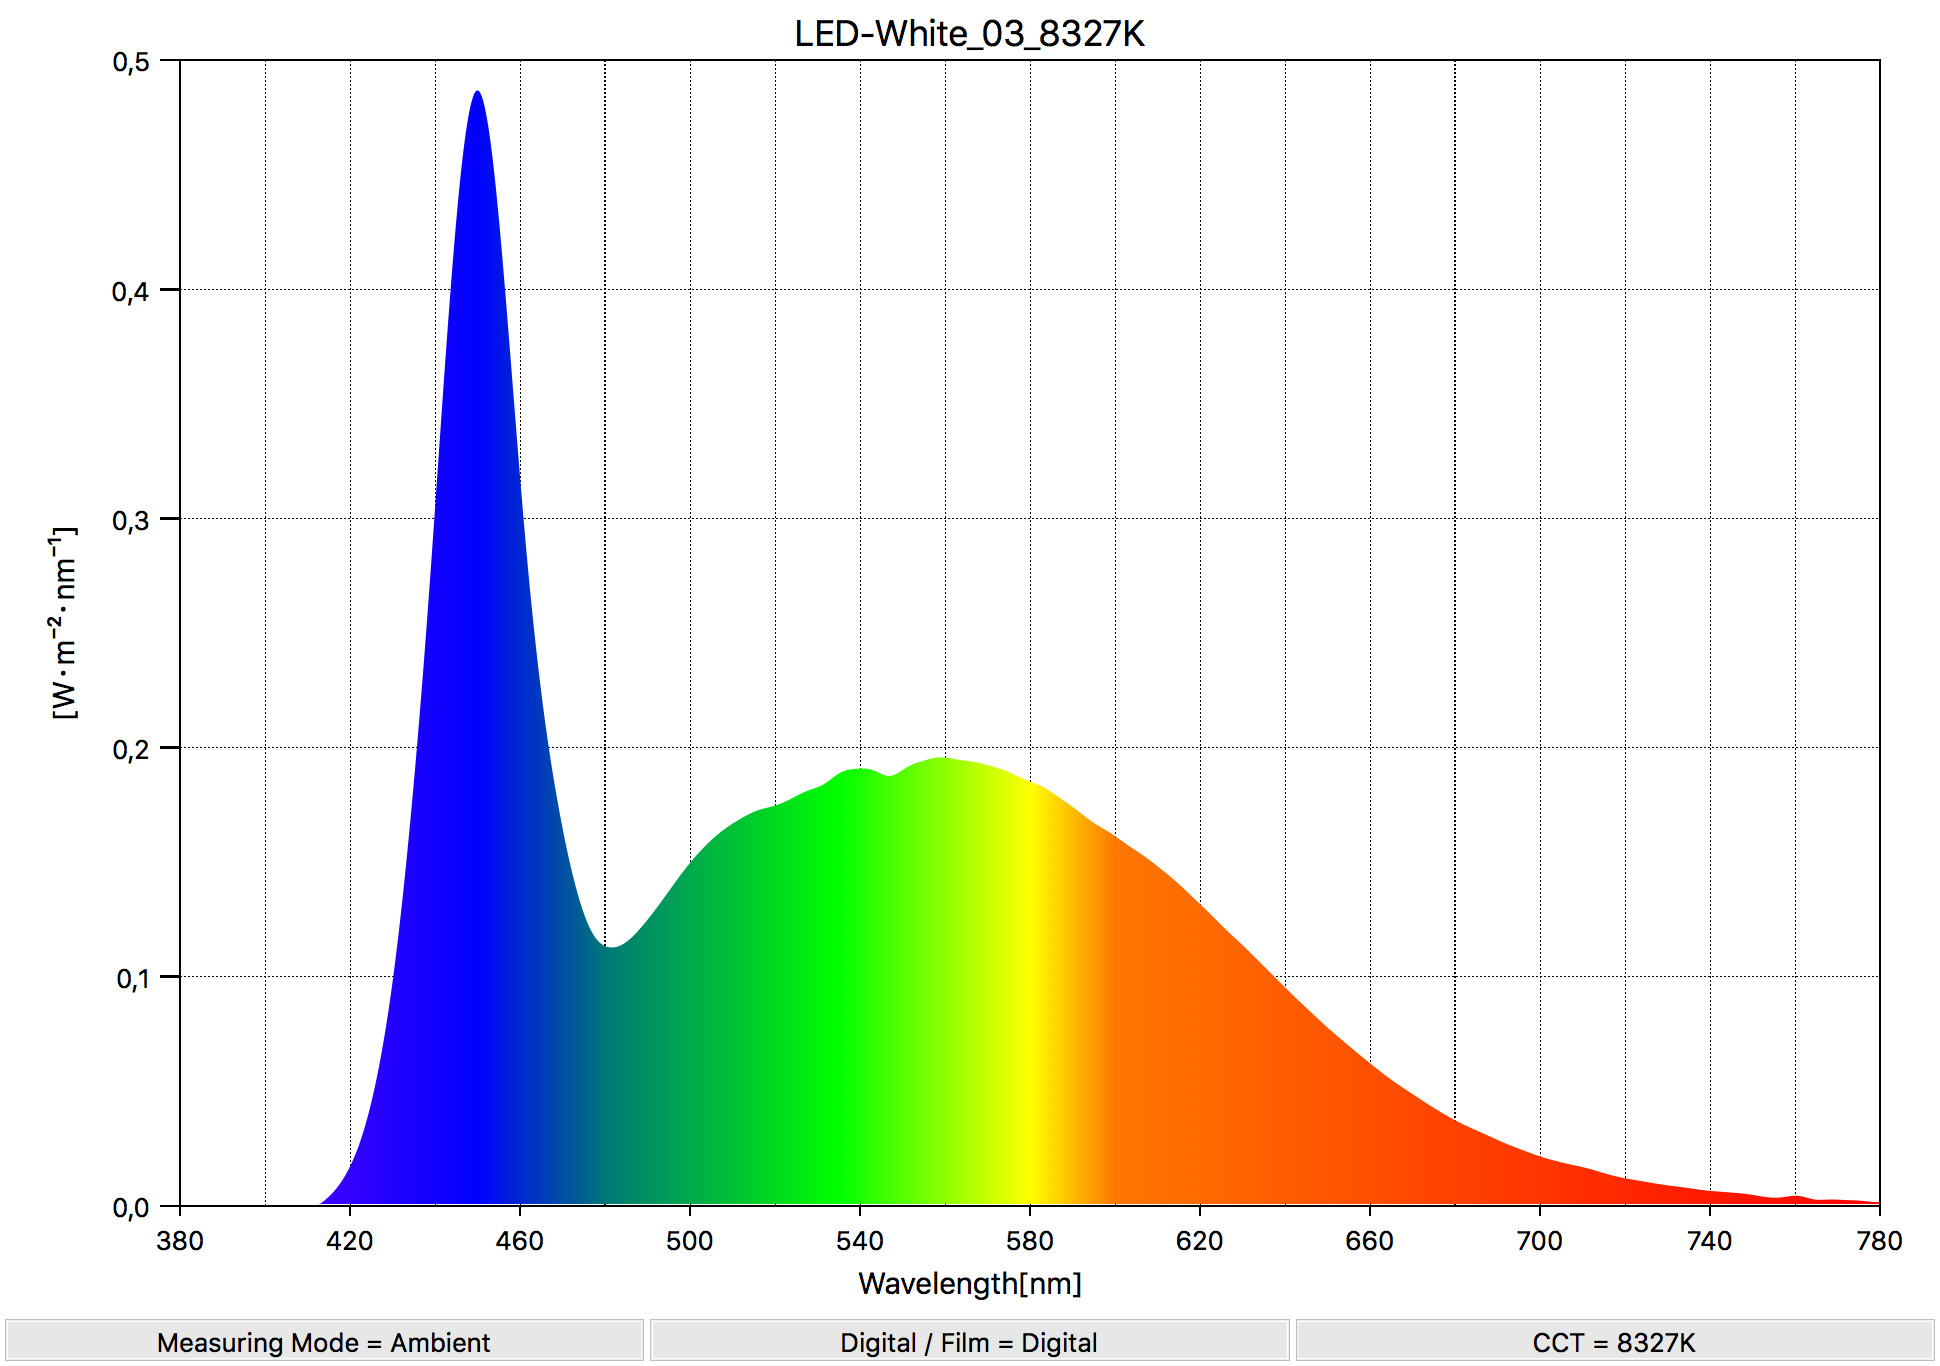 LED-White_03_8327K
0,5
0,4
0,3
0,2
0,1
0,0
[W·m⁻²·nm⁻¹]
380 420 460 500 540 580 620 660 700 740 780
Wavelength[nm]
Measuring Mode = Ambient
Digital / Film = Digital
CCT = 8327K